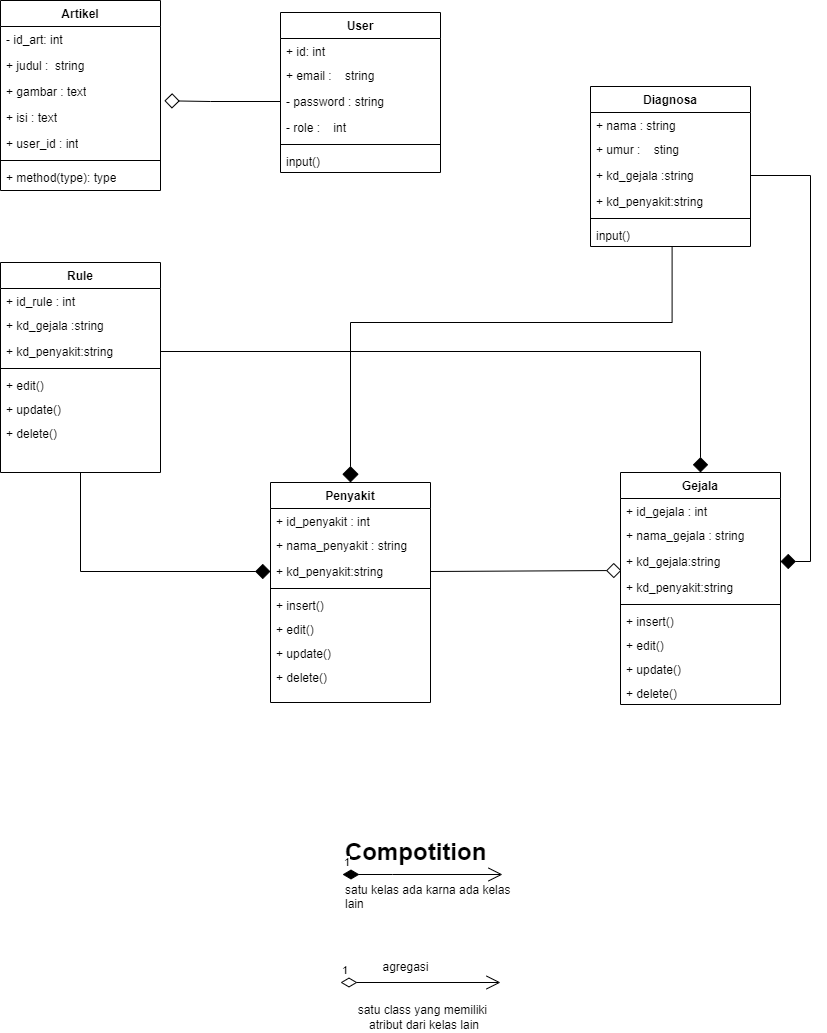 Artikel
- id_art: int
+ judul :  string
+ gambar : text
+ isi : text
+ user_id : int
+ method(type): type
User
+ id: int
+ email :    string
- password : string
- role :    int
input()
Diagnosa
+ nama : string
+ umur :    sting
+ kd_gejala :string
+ kd_penyakit:string
input()
Rule
+ id_rule : int
+ kd_gejala :string
+ kd_penyakit:string
+ edit()
+ update()
+ delete()
Penyakit
+ id_penyakit : int
+ nama_penyakit : string
+ kd_penyakit:string
+ insert()
+ edit()
+ update()
+ delete()
Gejala
+ id_gejala : int
+ nama_gejala : string
+ kd_gejala:string
+ kd_penyakit:string
+ insert()
+ edit()
+ update()
+ delete()
Compotition
1
satu kelas ada karna ada kelas
lain
1
agregasi
satu class yang memiliki
atribut dari kelas lain